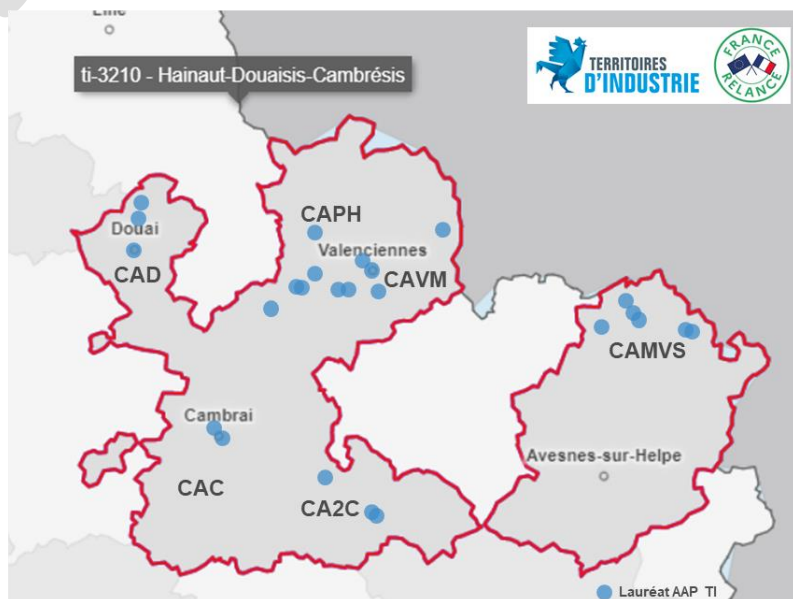 Lille
ti-3210 - Hainaut-Douaisis-Cambrésis
TERRITOIRES
D'INDUSTRIE
FRANCE
RELANCE
CAPH
Douai
Valenciennes
CAD
CAVM
CAMVS
Cambrai
Avesnes-sur-Helpe
CAC
CA2C
Lauréat AAP TI